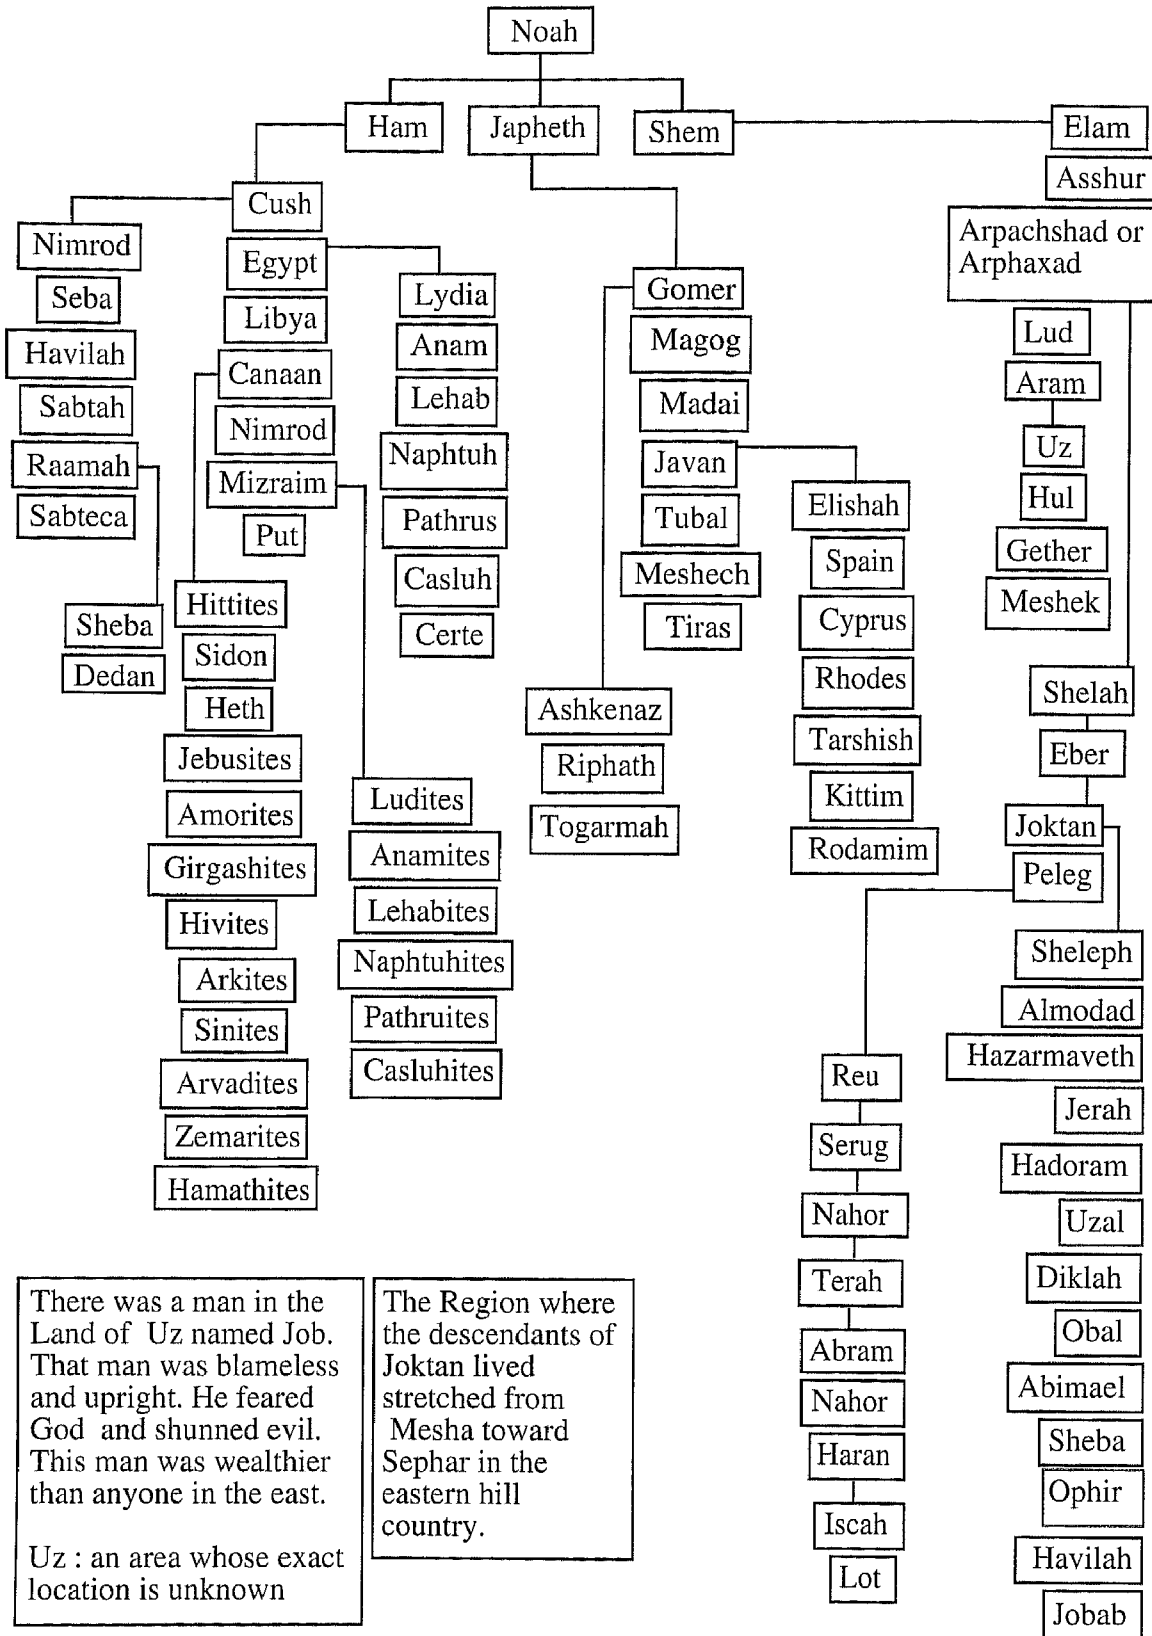 Noah
Ham
Japheth
Shem
Elam
Asshur
Arpachshad or
Arphaxad
Lud
Aram
Uz
Hul
Gether
Meshek
Cush
Egypt
Libya
Canaan
Nimrod
Mizraim
Put
Nimrod
Seba
Havilah
Sabtah
Raamah
Sabteca
Sheba
Dedan
Lydia
Anam
Lehab
Naphtuh
Pathrus
Casluh
Certe
Hittites
Sidon
Heth
Jebusites
Amorites
Girgashites
Hivites
Arkites
Sinites
Arvadites
Zemarites
Hamathites
Ludites
Anamites
Lehabites
Naphtuhites
Pathruites
Casluhites
Gomer
Magog
Madai
Javan
Tubal
Meshech
Tiras
Ashkenaz
Riphath
Togarmah
Elishah
Spain
Cyprus
Rhodes
Tarshish
Kittim
Rodamim
Shelah
Eber
Joktan
Peleg
Sheleph
Almodad
Hazarmaveth
Jerah
Hadoram
Uzal
Diklah
Obal
Abimael
Sheba
Ophir
Havilah
Jobab
Reu
Serug
Nahor
Terah
Abram
Nahor
Haran
Iscah
Lot
There was a man in the
Land of Uz named Job.
That man was blameless
and upright. He feared
God and shunned evil.
This man was wealthier
than anyone in the east.
Uz : an area whose exact
location is unknown
The Region where
the descendants of
Joktan lived
stretched from
Mesha toward
Sephar in the
eastern hill
country.